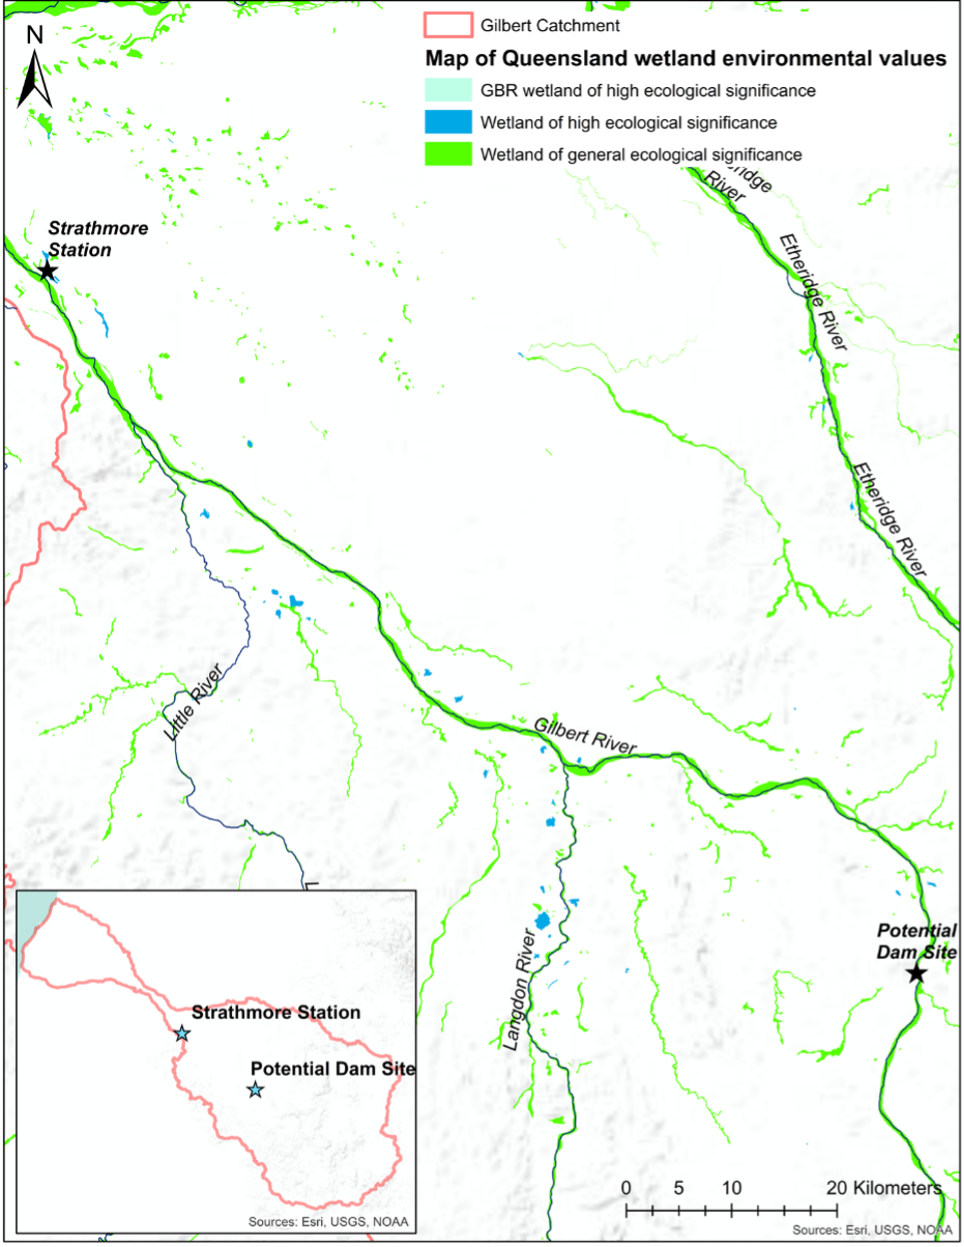 N
Gilbert Catchment
Map of Queensland wetland environmental values
GBR wetland of high ecological significance
Wetland of high ecological significance
Wetland of general ecological significance
River
Strathmore
Station
Etheridge River
Etheridge River
Little River
Gilbert River
Langdon River
Potential
Dam Site
L
Strathmore Station
Potential Dam Site
Sources: Esri, USGS, NOAA
0 5 10 20 Kilometers
Sources: Esri, USGS, NOAA